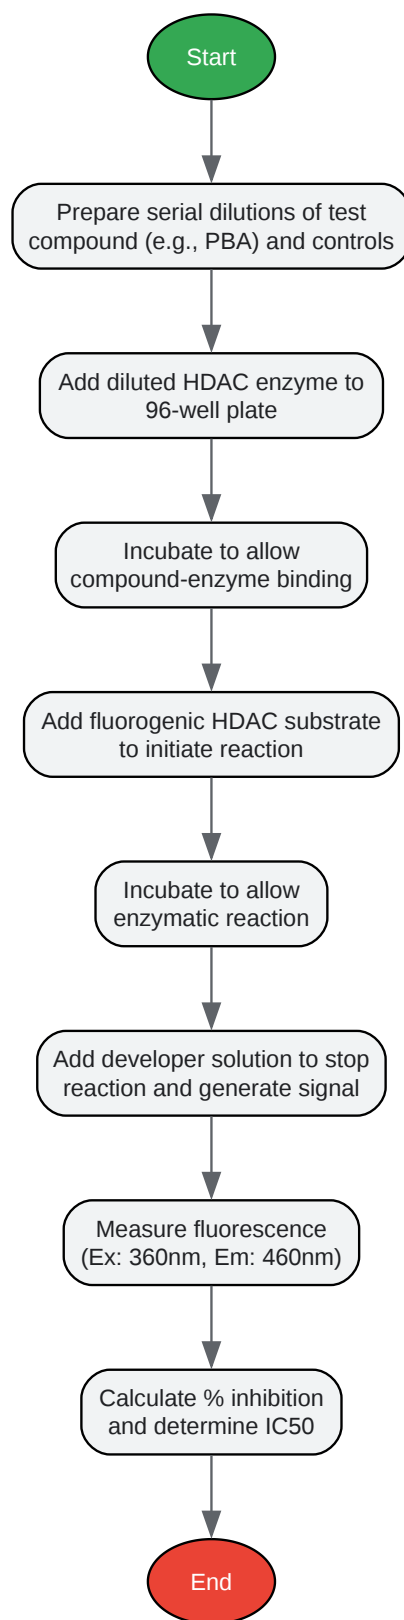 Start
Prepare serial dilutions of test
compound (e.g., PBA) and controls
Add diluted HDAC enzyme to
96-well plate
Incubate to allow
compound-enzyme binding
Add fluorogenic HDAC substrate
to initiate reaction
Incubate to allow
enzymatic reaction
Add developer solution to stop
reaction and generate signal
Measure fluorescence
(Ex: 360nm, Em: 460nm)
Calculate % inhibition
and determine IC50
End